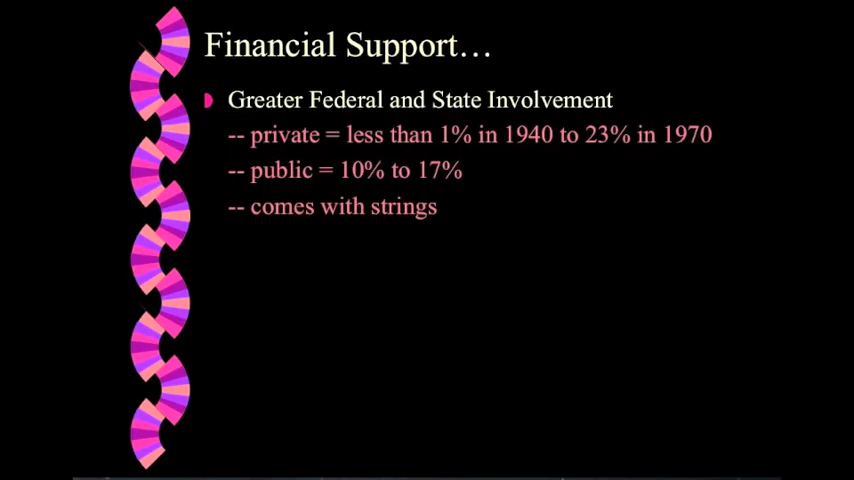 Financial Support…
Greater Federal and State Involvement
-- private = less than 1% in 1940 to 23% in 1970
-- public = 10% to 17%
-- comes with strings